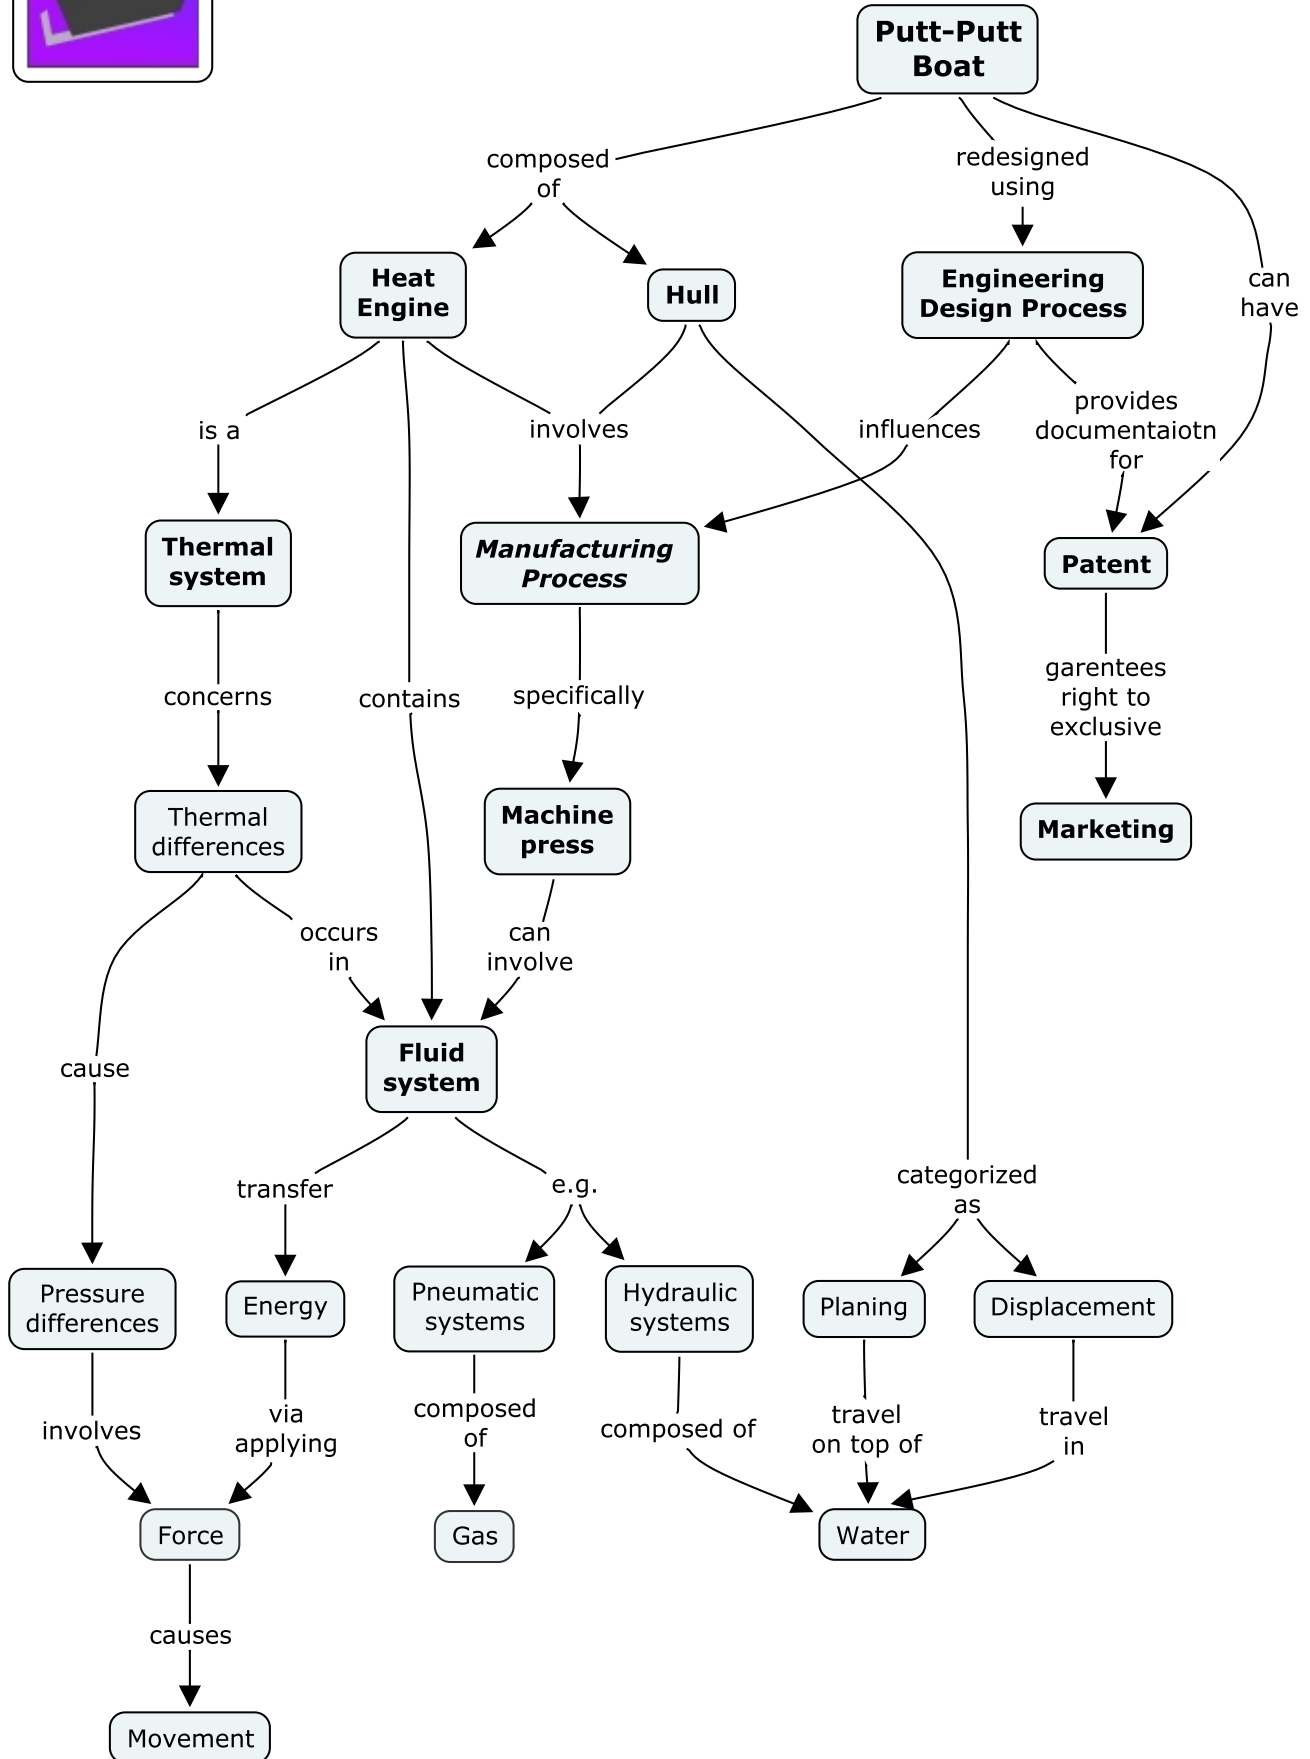 Putt-Putt
Boat
composed
of
redesigned
using
can
have
Heat
Engine
Hull
Engineering
Design Process
is a
involves
influences
provides
documentaiotn
for
Thermal
system
Manufacturing
Process
Patent
concerns
contains
specifically
garentees
right to
exclusive
Thermal
differences
Machine
press
Marketing
occurs
in
can
involve
cause
Fluid
system
transfer
e.g.
categorized
as
Pressure
differences
Energy
Pneumatic
systems
Hydraulic
systems
Planing
Displacement
involves
via
applying
composed
of
composed of
travel
on top of
travel
in
Force
Gas
Water
causes
Movement